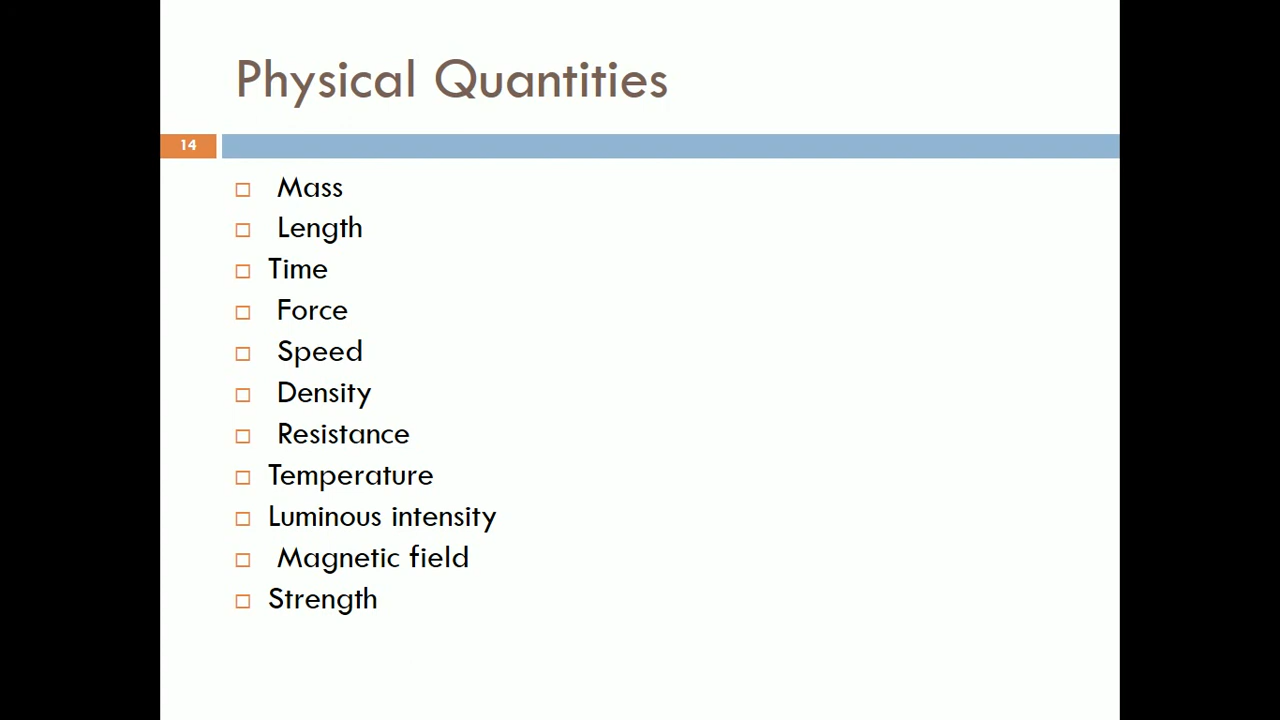 Physical Quantities
14
Mass
Length
Time
Force
Speed
Density
Resistance
Temperature
Luminous intensity
Magnetic field
Strength